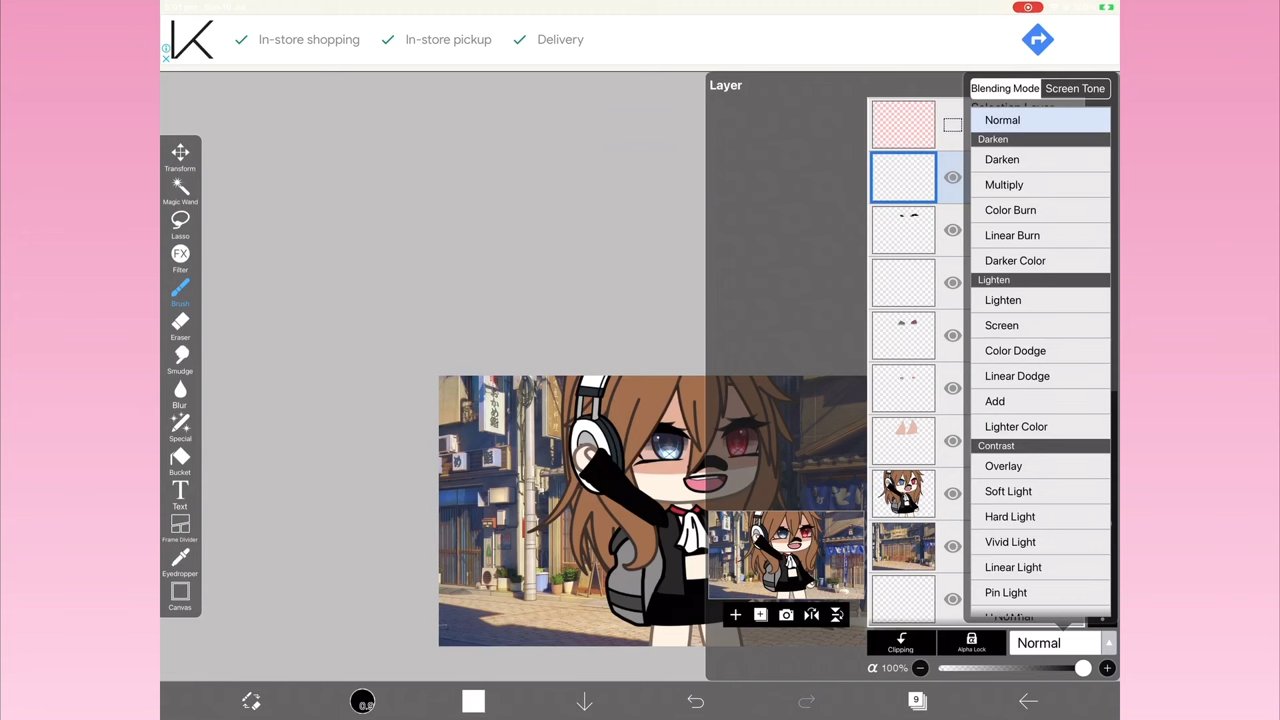 K
In-store shopping
In-store pickup
Delivery
Layer
Blending Mode
Screen Tone
Normal
Darken
Darken
Multiply
Color Burn
Linear Burn
Darker Color
Lighten
Lighten
Screen
Color Dodge
Linear Dodge
Add
Lighter Color
Contrast
Overlay
Soft Light
Hard Light
Vivid Light
Linear Light
Pin Light
Transform
Magic Wand
Lasso
FX
Filter
Brush
Eraser
Smudge
Blur
Special
Bucket
T
Text
Frame Divider
Eyedropper
Canvas
Clipping
Alpha Lock
Normal
α 100%
0.9
9